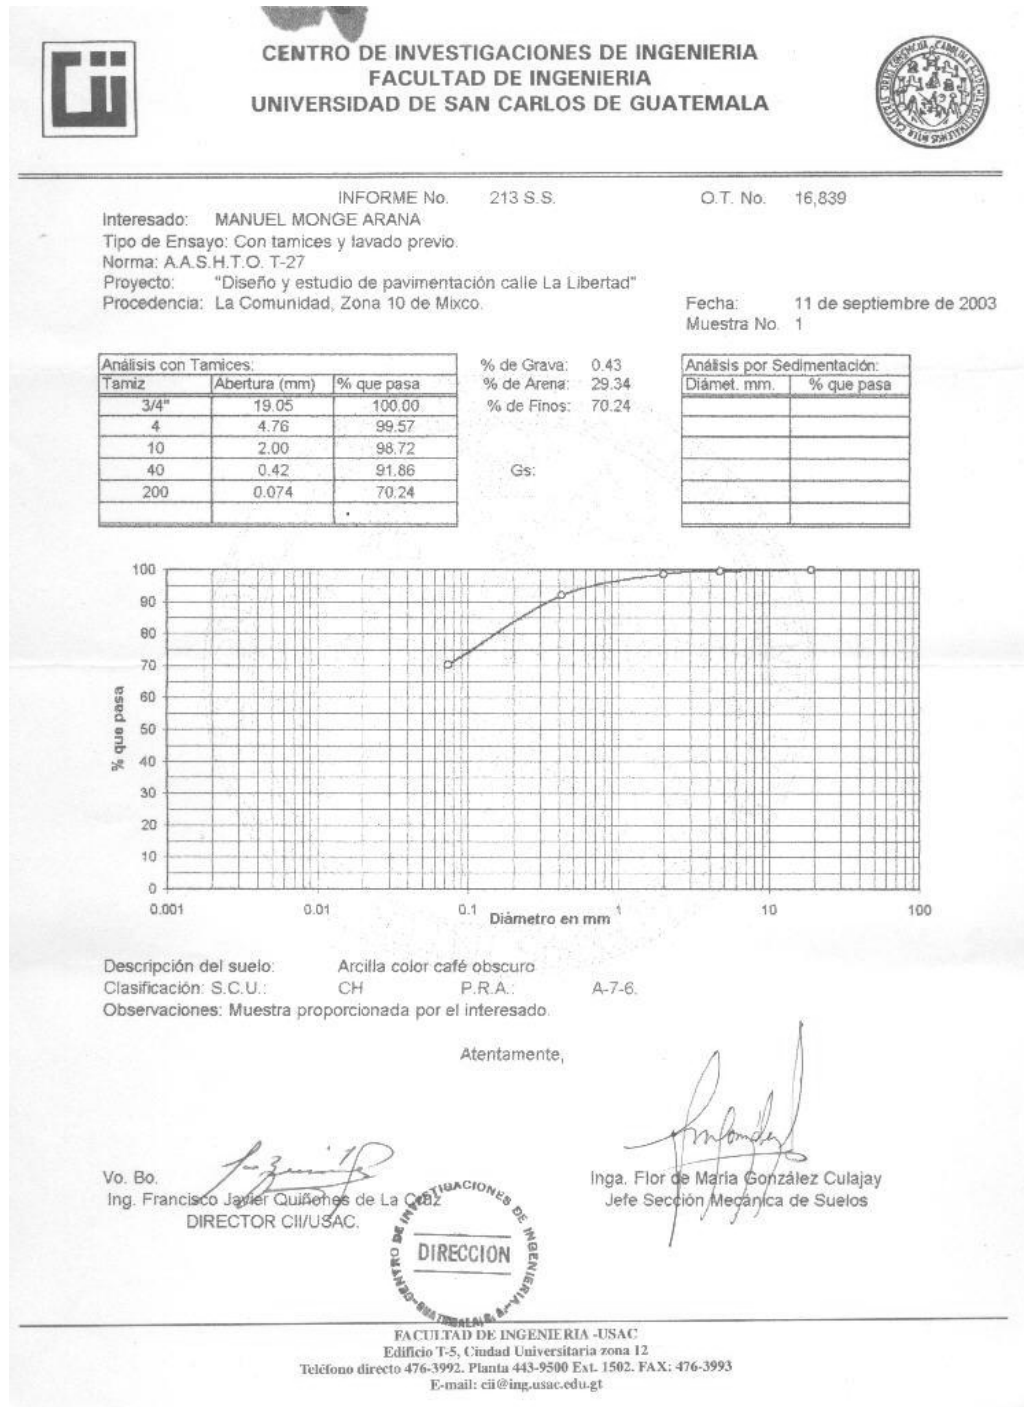 Cii
CENTRO DE INVESTIGACIONES DE INGENIERIA
FACULTAD DE INGENIERIA
UNIVERSIDAD DE SAN CARLOS DE GUATEMALA
INFORME No. 213 S.S. O.T. No. 16,839
Interesado: MANUEL MONGE ARANA
Tipo de Ensayo: Con tamices y lavado previo.
Norma: A.A.S.H.T.O. T-27
Proyecto: "Diseño y estudio de pavimentación calle La Libertad"
Procedencia: La Comunidad, Zona 10 de Mixco. Fecha: 11 de septiembre de 2003
Muestra No. 1
Análisis con Tamices: % de Grava: 0.43 Análisis por Sedimentación:
Tamiz Abertura (mm) % que pasa % de Arena: 29.34 Diámet. mm. % que pasa
3/4" 19.05 100.00 % de Finos: 70.24
4 4.76 99.57
10 2.00 98.72
40 0.42 91.86 Gs:
200 0.074 70.24
100
90
80
70
60
50
40
30
20
10
0
% que pasa
0.001 0.01 0.1 1 10 100
Diámetro en mm
Descripción del suelo: Arcilla color café obscuro
Clasificación: S.C.U.: CH P.R.A.: A-7-6.
Observaciones: Muestra proporcionada por el interesado.
Atentamente,
Vo. Bo.
Ing. Francisco Javier Quiñones de La Cruz
DIRECTOR CII/USAC.
Inga. Flor de María González Culajay
Jefe Sección Mecánica de Suelos
CENTRO DE INVESTIGACIONES DE INGENIERIA
DIRECCION
FACULTAD DE INGENIERIA -USAC
Edificio T-5, Ciudad Universitaria zona 12
Teléfono directo 476-3992. Planta 443-9500 Ext. 1502. FAX: 476-3993
E-mail: cii@ing.usac.edu.gt